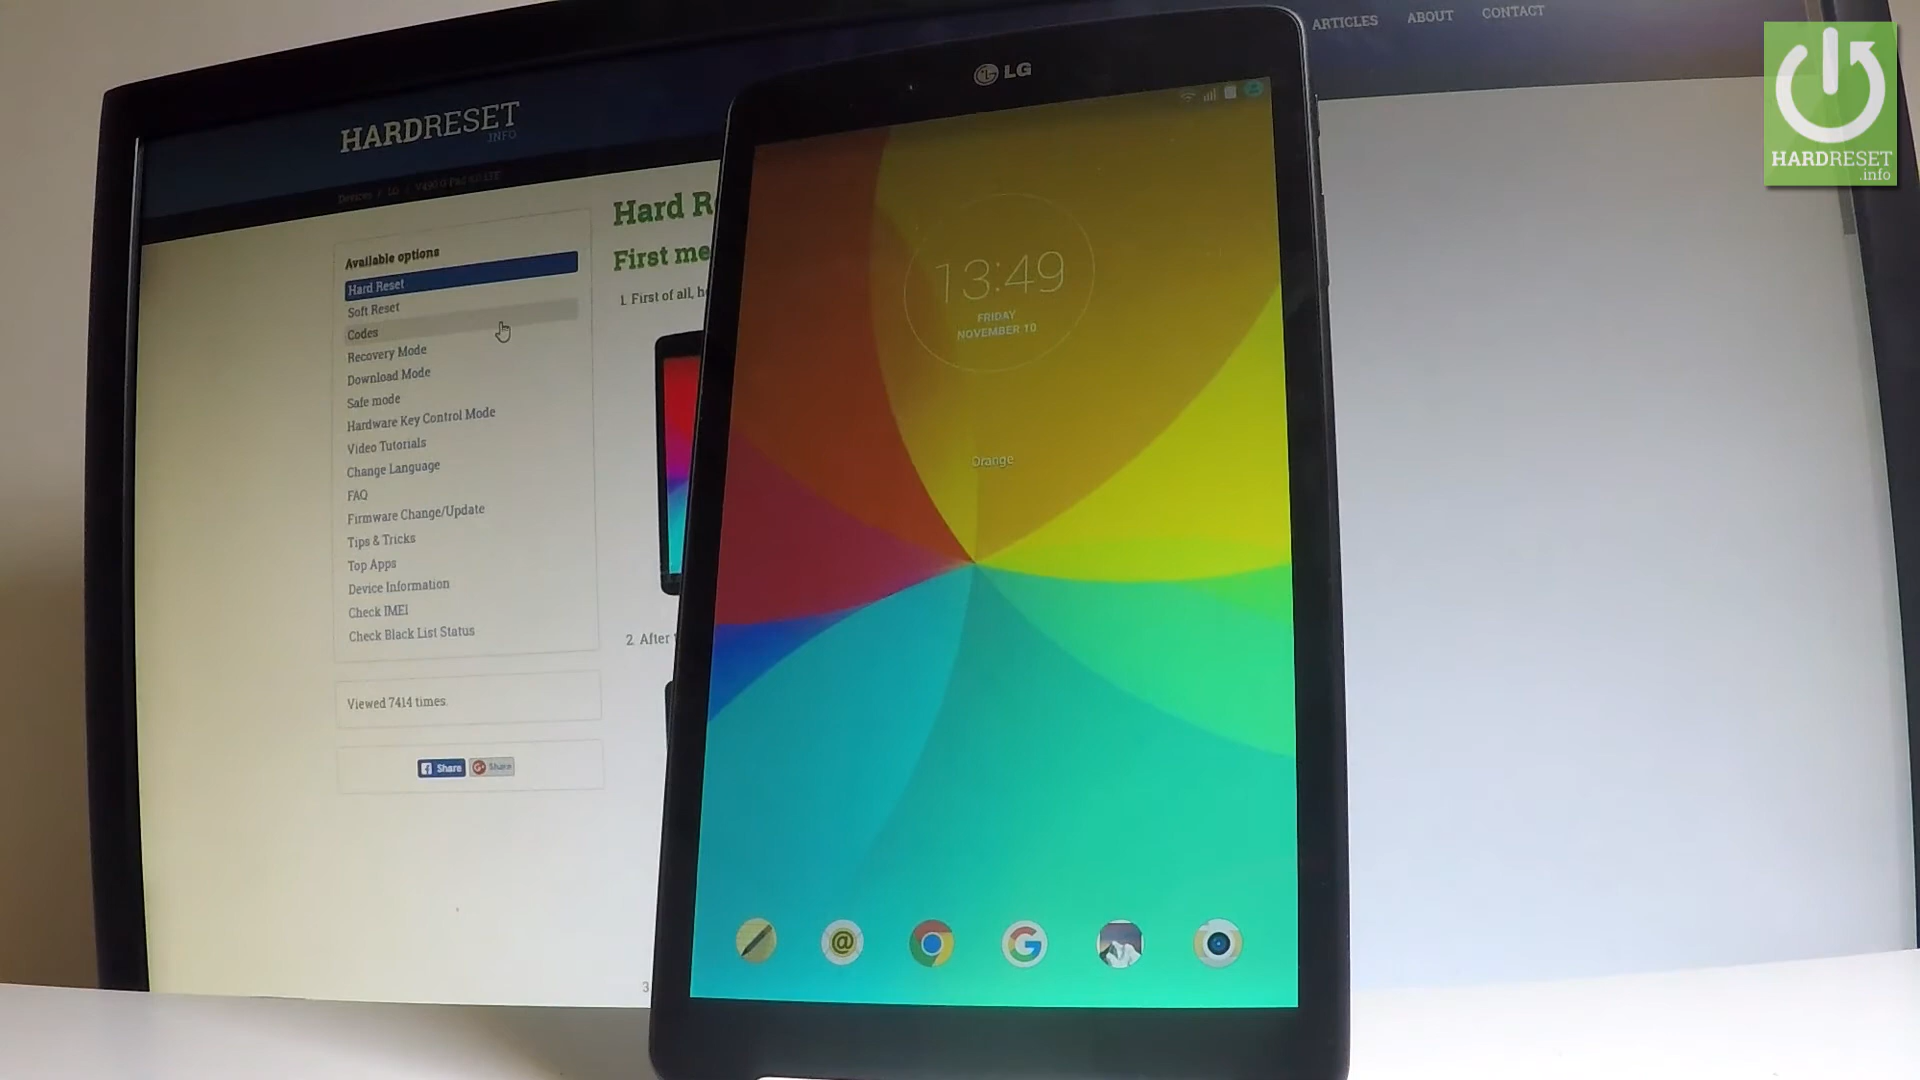 ARTICLES ABOUT CONTACT
HARDRESET
.INFO
Available options
Hard Reset
Soft Reset
Codes
Recovery Mode
Download Mode
Safe mode
Hardware Key Control Mode
Video Tutorials
Change Language
FAQ
Firmware Change/Update
Tips & Tricks
Top Apps
Device Information
Check IMEI
Check Black List Status
Viewed 7414 times.
Share
Share
Hard R
First me
1. First of all, h
2. After
3.
LG
13:49
FRIDAY
NOVEMBER 10
Orange
HARDRESET
.info